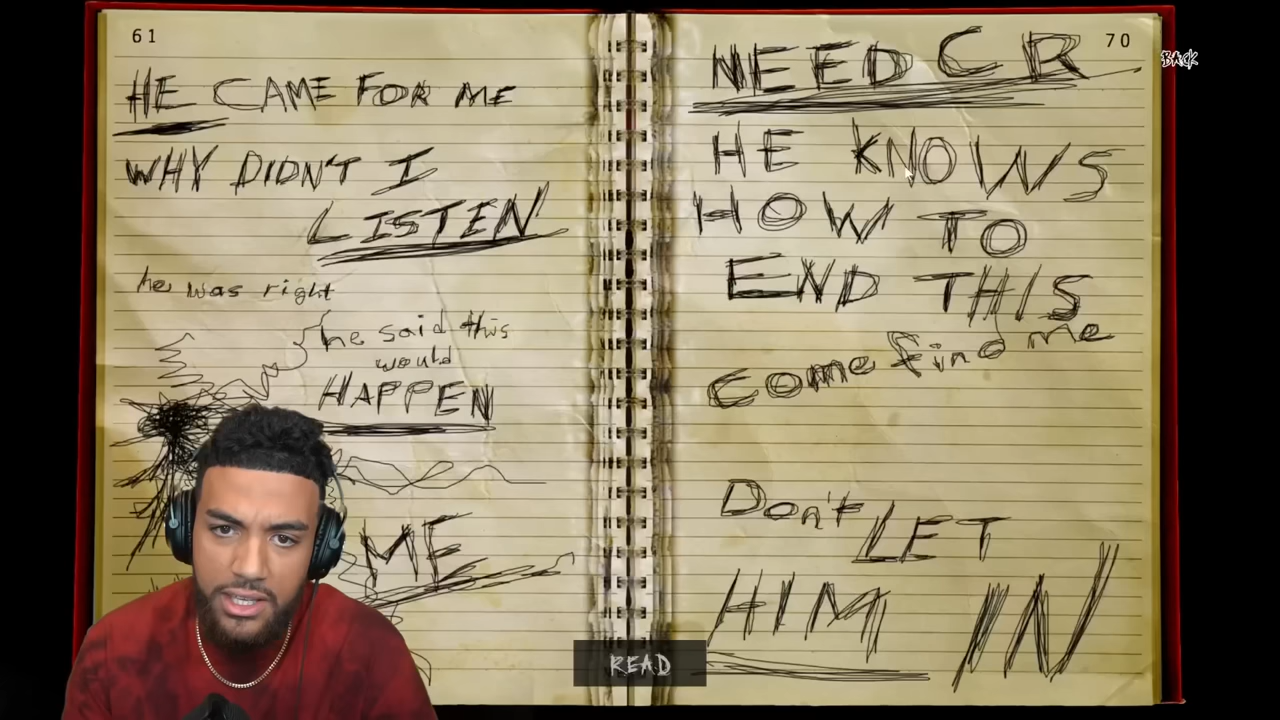 61
HE CAME FOR ME
WHY DIDN'T I
LISTEN
he was right
he said this
would
HAPPEN
ME
70
BACK
NEED CR
HE KNOWS
HOW TO
END THIS
come find me
Don't LET
HIM IN
READ